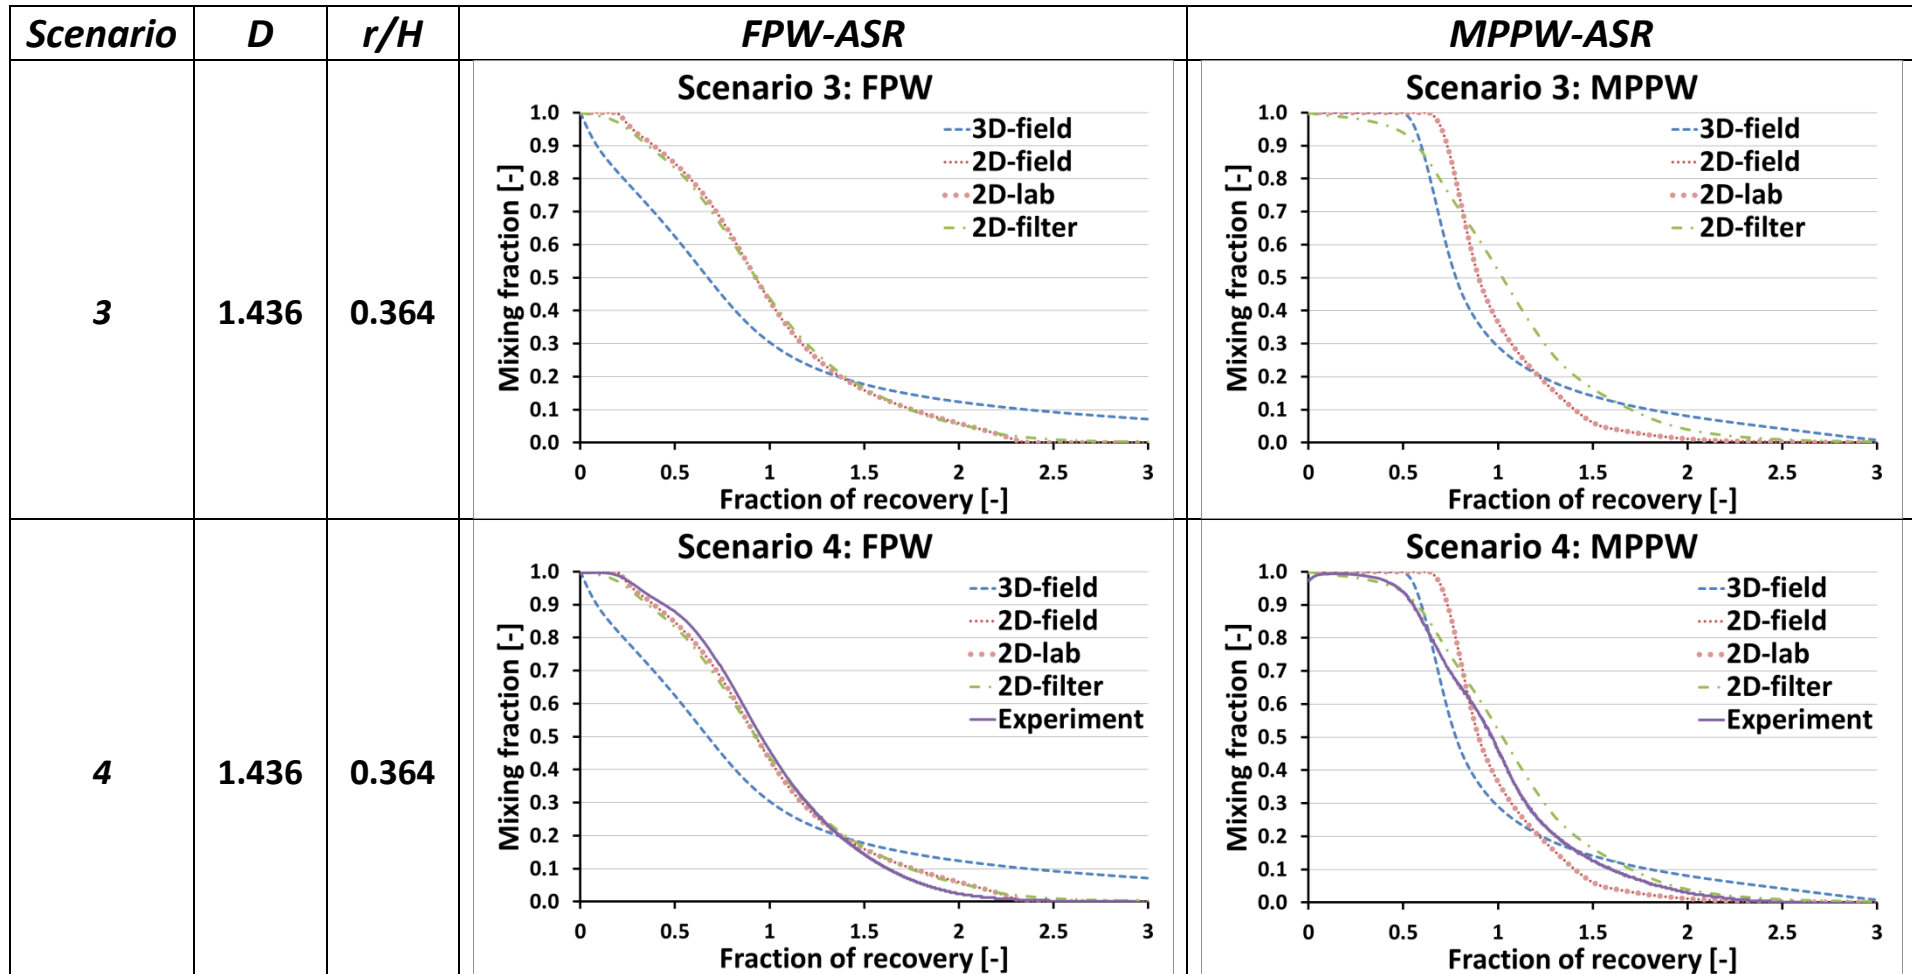 Scenario D r/H FPW-ASR MPPW-ASR
3 1.436 0.364
Scenario 3: FPW
Mixing fraction [-]
1.0
0.9
0.8
0.7
0.6
0.5
0.4
0.3
0.2
0.1
0.0
3D-field
2D-field
2D-lab
2D-filter
0 0.5 1 1.5 2 2.5 3
Fraction of recovery [-]
Scenario 3: MPPW
Mixing fraction [-]
1.0
0.9
0.8
0.7
0.6
0.5
0.4
0.3
0.2
0.1
0.0
3D-field
2D-field
2D-lab
2D-filter
0 0.5 1 1.5 2 2.5 3
Fraction of recovery [-]
4 1.436 0.364
Scenario 4: FPW
Mixing fraction [-]
1.0
0.9
0.8
0.7
0.6
0.5
0.4
0.3
0.2
0.1
0.0
3D-field
2D-field
2D-lab
2D-filter
Experiment
0 0.5 1 1.5 2 2.5 3
Fraction of recovery [-]
Scenario 4: MPPW
Mixing fraction [-]
1.0
0.9
0.8
0.7
0.6
0.5
0.4
0.3
0.2
0.1
0.0
3D-field
2D-field
2D-lab
2D-filter
Experiment
0 0.5 1 1.5 2 2.5 3
Fraction of recovery [-]